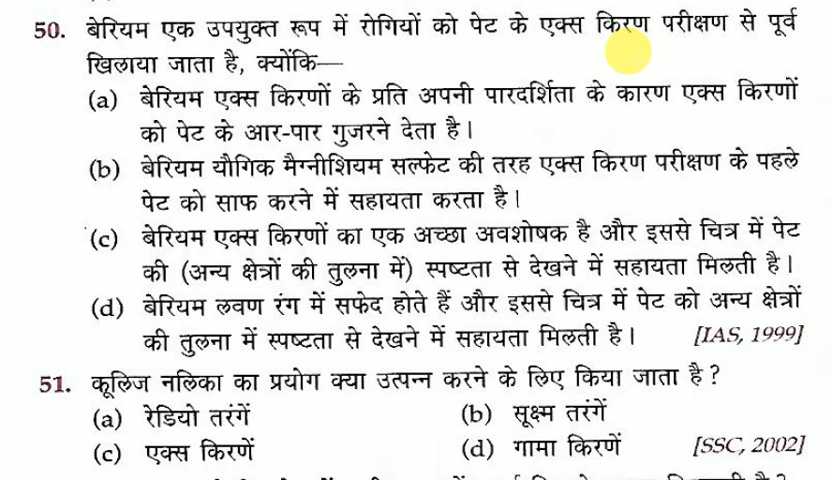 50. बेरियम एक उपयुक्त रूप में रोगियों को पेट के एक्स किरण परीक्षण से पूर्व
खिलाया जाता है, क्योंकि—
(a) बेरियम एक्स किरणों के प्रति अपनी पारदर्शिता के कारण एक्स किरणों
को पेट के आर-पार गुजरने देता है।
(b) बेरियम यौगिक मैग्नीशियम सल्फेट की तरह एक्स किरण परीक्षण के पहले
पेट को साफ करने में सहायता करता है।
(c) बेरियम एक्स किरणों का एक अच्छा अवशोषक है और इससे चित्र में पेट
की (अन्य क्षेत्रों की तुलना में) स्पष्टता से देखने में सहायता मिलती है।
(d) बेरियम लवण रंग में सफेद होते हैं और इससे चित्र में पेट को अन्य क्षेत्रों
की तुलना में स्पष्टता से देखने में सहायता मिलती है। [IAS, 1999]
51. कूलिज नलिका का प्रयोग क्या उत्पन्न करने के लिए किया जाता है?
(a) रेडियो तरंगें (b) सूक्ष्म तरंगें
(c) एक्स किरणें (d) गामा किरणें [SSC, 2002]